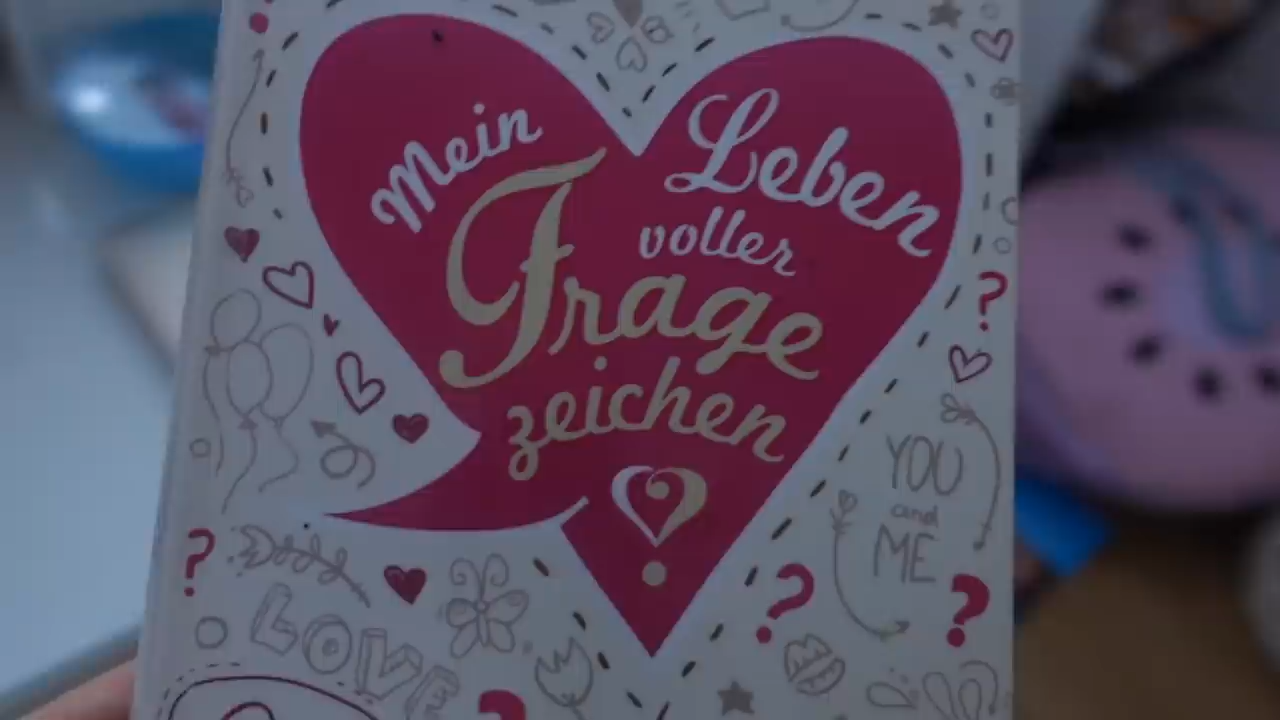 Mein
Leben
voller
Frage
zeichen
?
?
YOU
and
ME
?
?
?
LOVE
?